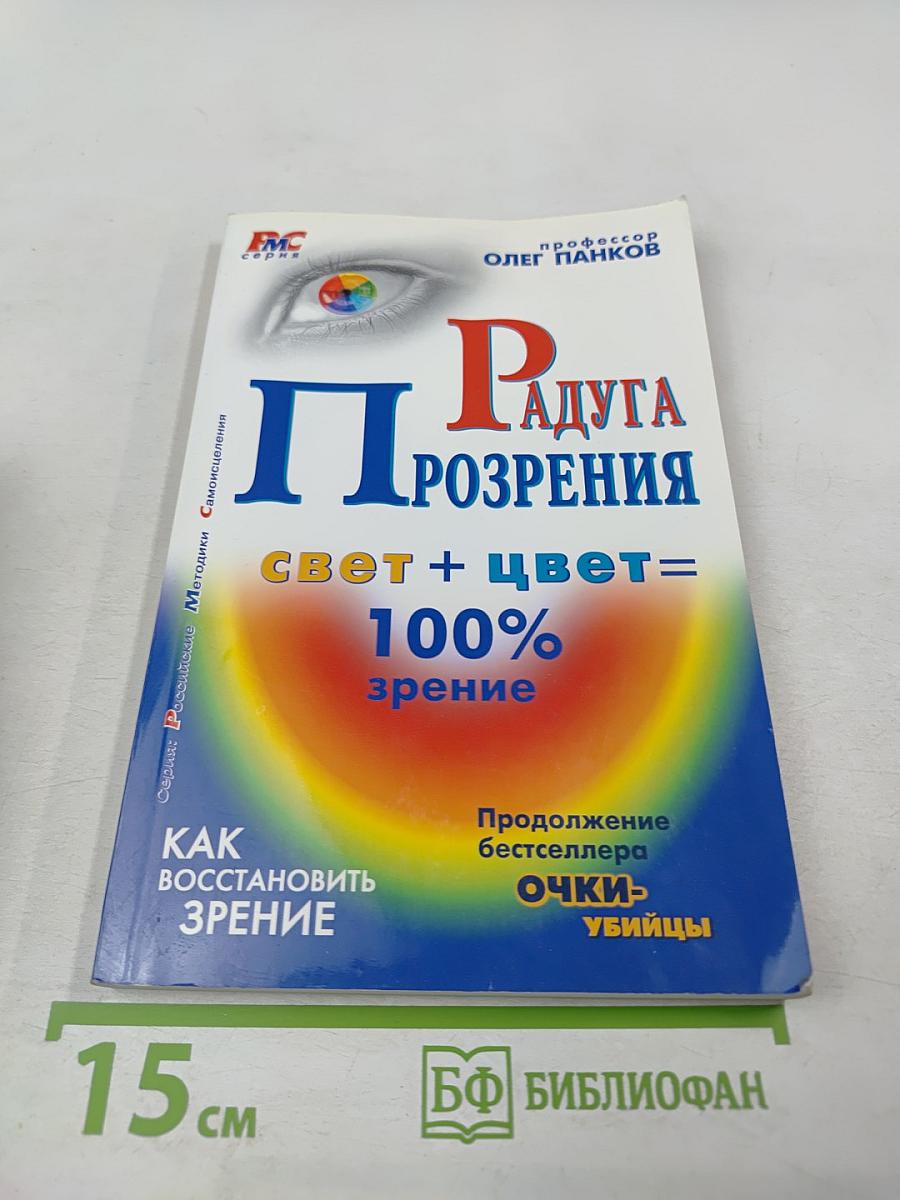 РМС
серия
профессор
ОЛЕГ ПАНКОВ
РАДУГА
ПРОЗРЕНИЯ
свет + цвет =
100%
зрение
Серия: Российские Методики Самоисцеления
КАК
ВОССТАНОВИТЬ
ЗРЕНИЕ
Продолжение
бестселлера
ОЧКИ-
УБИЙЦЫ
15 см
БФ БИБЛИОФАН